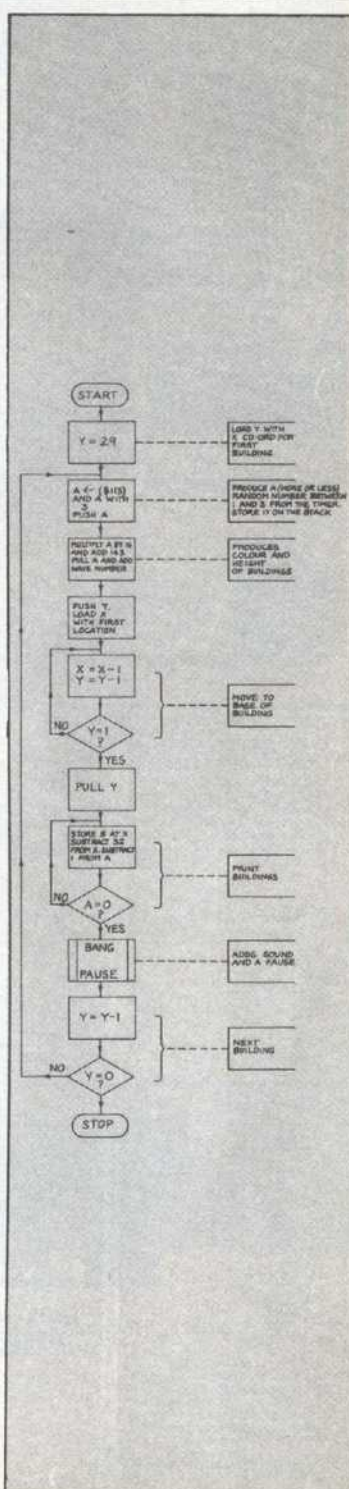 START
Y = 29
LOAD Y WITH
X CO-ORD FOR
FIRST
BUILDING
A <- ($113)
AND A WITH
3
PUSH A
PRODUCE A (MORE OR LESS)
RANDOM NUMBER BETWEEN
1 AND 3 FROM THE TIMER.
STORE IT ON THE STACK
MULTIPLY A BY 16
AND ADD 143
PULL A AND ADD
WAVE NUMBER
PRODUCES
COLOUR AND
HEIGHT
OF BUILDINGS
PUSH Y,
LOAD X
WITH FIRST
LOCATION
X = X-1
Y = Y-1
MOVE TO
BASE OF
BUILDING
NO
Y=1
?
YES
PULL Y
STORE B AT X
SUBTRACT 32
FROM X. SUBTRACT
1 FROM A
PRINT
BUILDINGS
NO
A=0
?
YES
BANG
PAUSE
ADDS SOUND
AND A PAUSE
Y = Y-1
NEXT
BUILDING
NO
Y=0
?
STOP